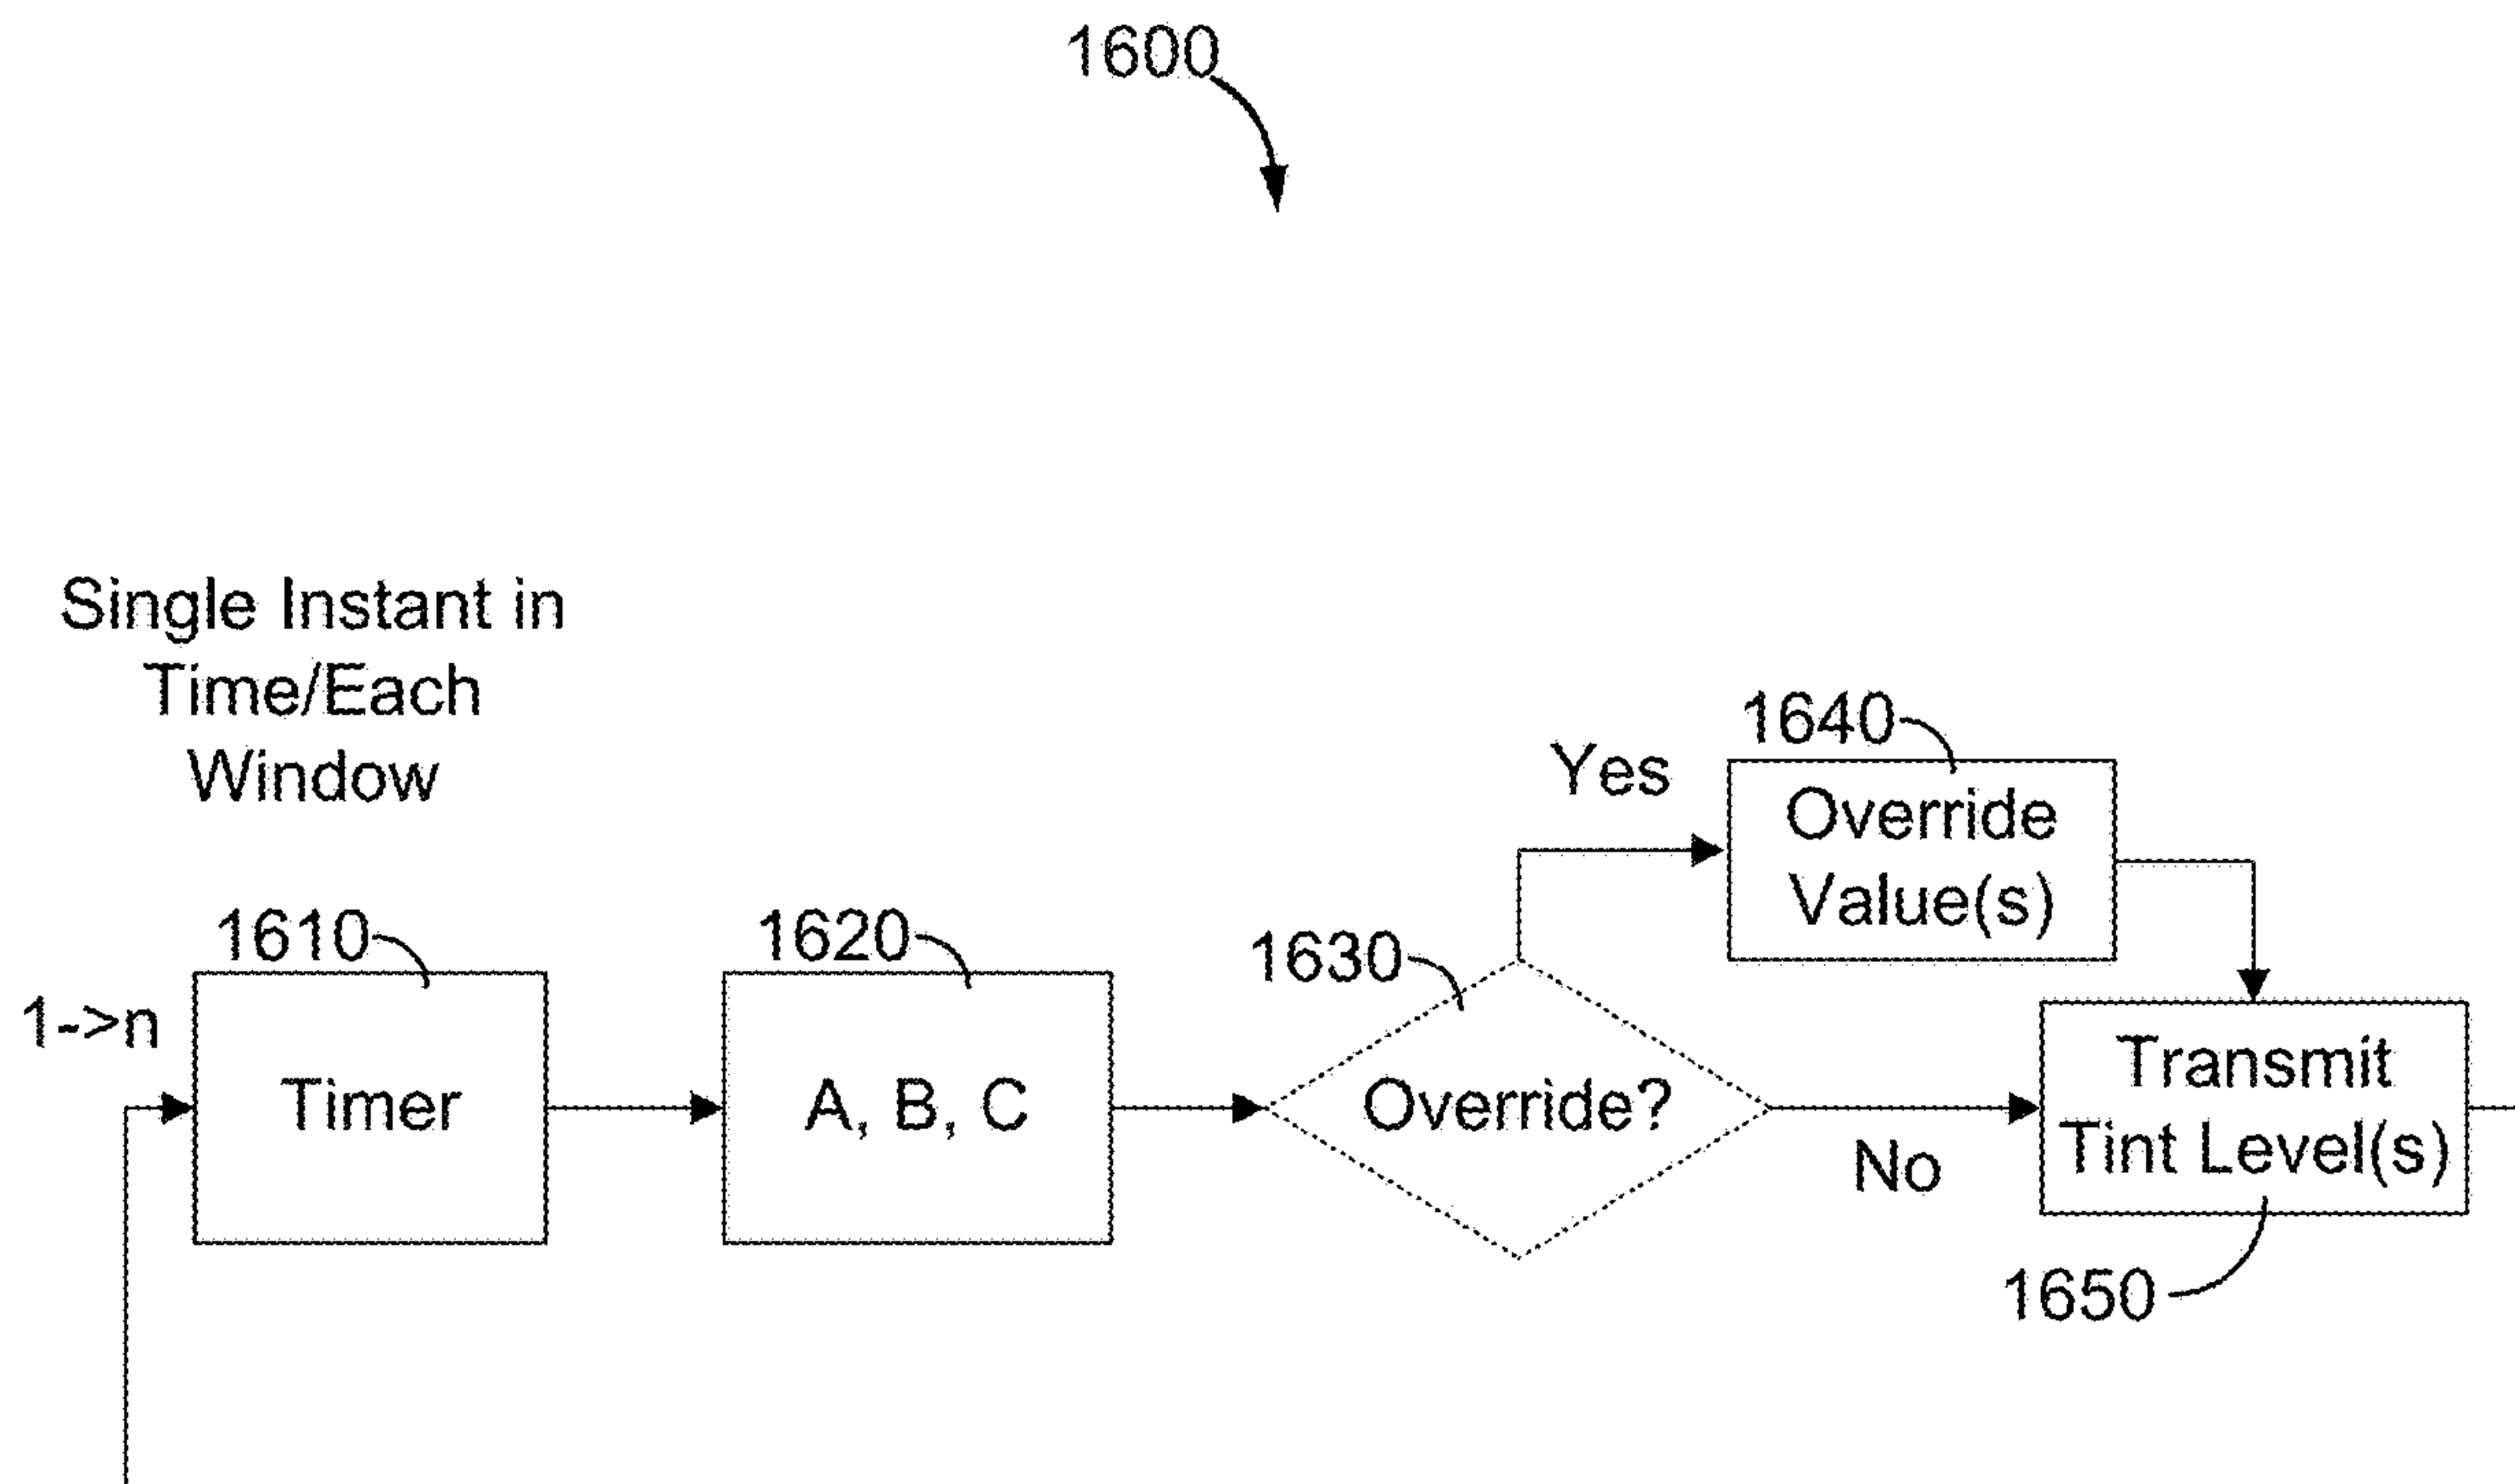 1600
Single Instant in
Time/Each
Window
1640
Yes
Override
Value(s)
1610
1620
1630
1->n
Timer
A, B, C
Override?
No
Transmit
Tint Level(s)
1650